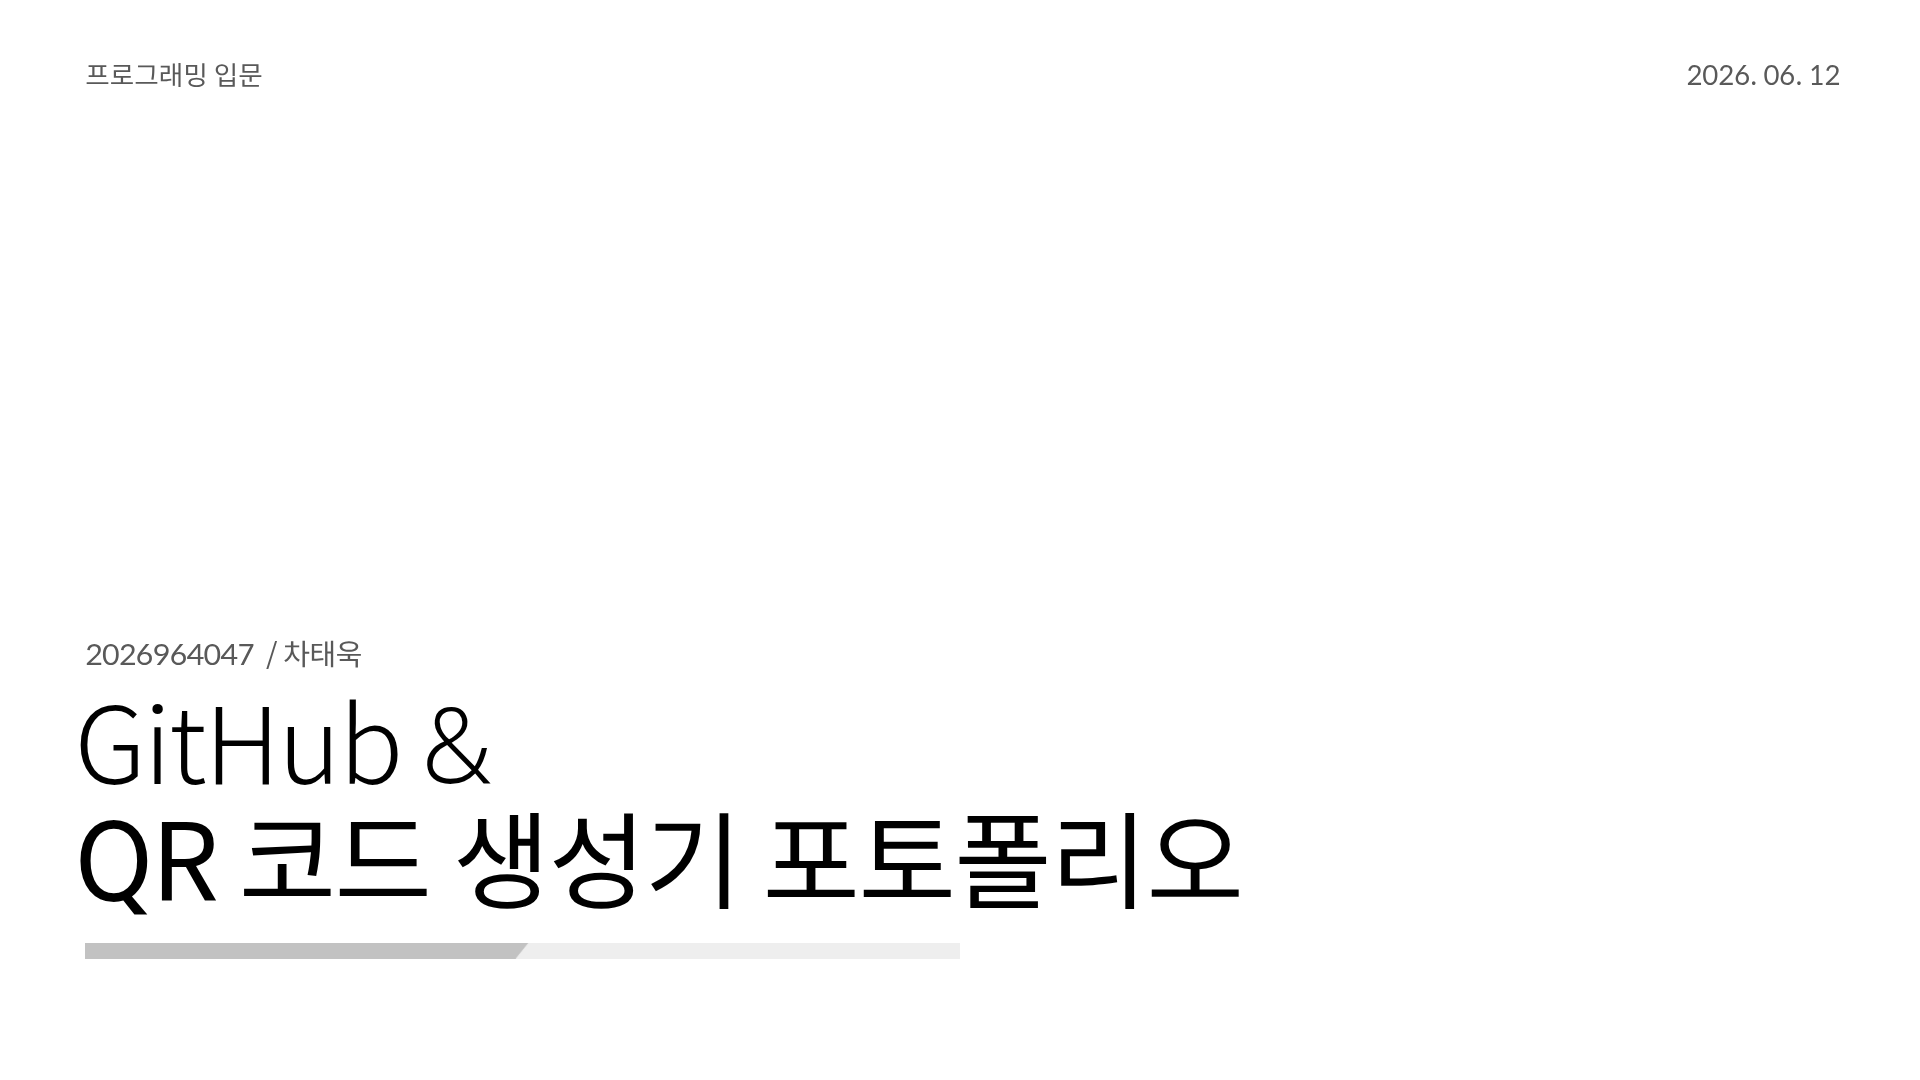 프로그래밍 입문
2026. 06. 12
2026964047 / 차태욱
GitHub &
QR 코드 생성기 포토폴리오